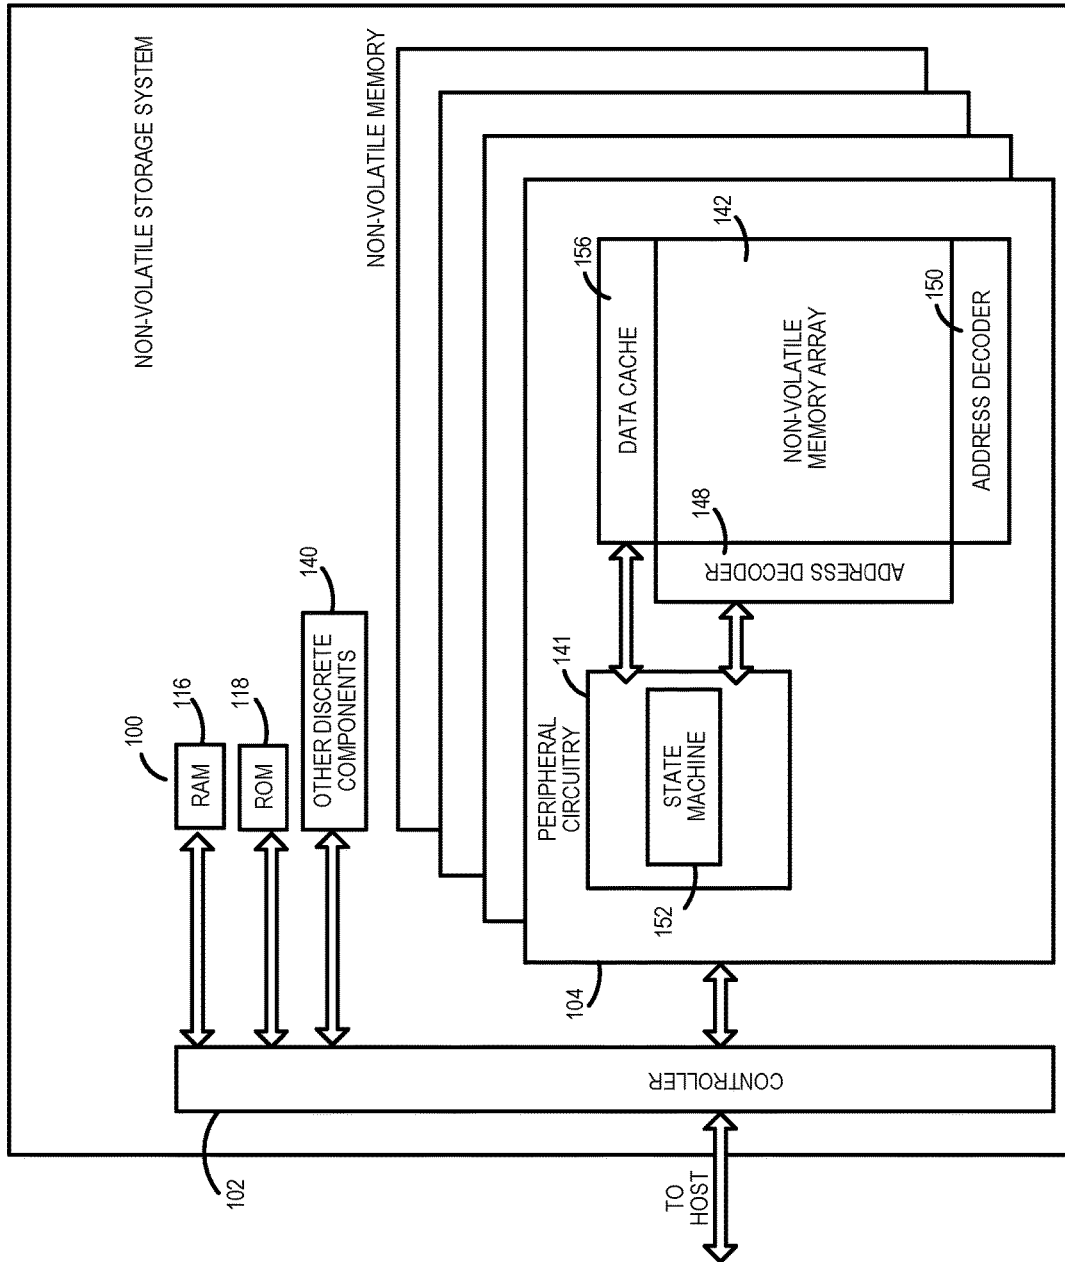 NON-VOLATILE STORAGE SYSTEM
100
116
RAM
118
ROM
140
OTHER DISCRETE
COMPONENTS
102
CONTROLLER
TO
HOST
NON-VOLATILE MEMORY
104
PERIPHERAL
CIRCUITRY
141
STATE
MACHINE
152
156
DATA CACHE
142
NON-VOLATILE
MEMORY ARRAY
148
ADDRESS DECODER
150
ADDRESS DECODER